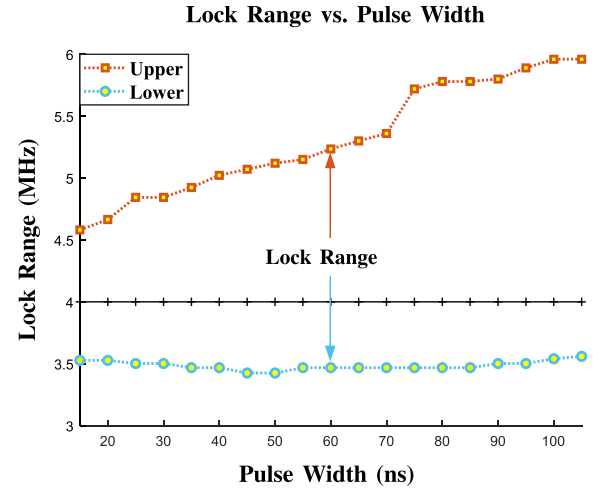 Lock Range vs. Pulse Width
Upper
Lower
Lock Range (MHz)
6
5.5
5
4.5
4
3.5
3
Lock Range
20 30 40 50 60 70 80 90 100
Pulse Width (ns)